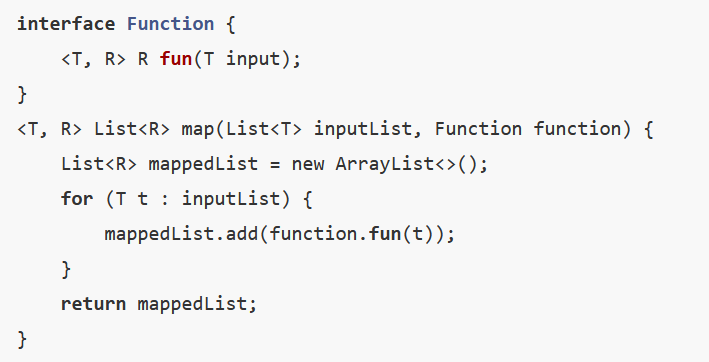 interface Function {
    <T, R> R fun(T input);
}
<T, R> List<R> map(List<T> inputList, Function function) {
    List<R> mappedList = new ArrayList<>();
    for (T t : inputList) {
        mappedList.add(function.fun(t));
    }
    return mappedList;
}